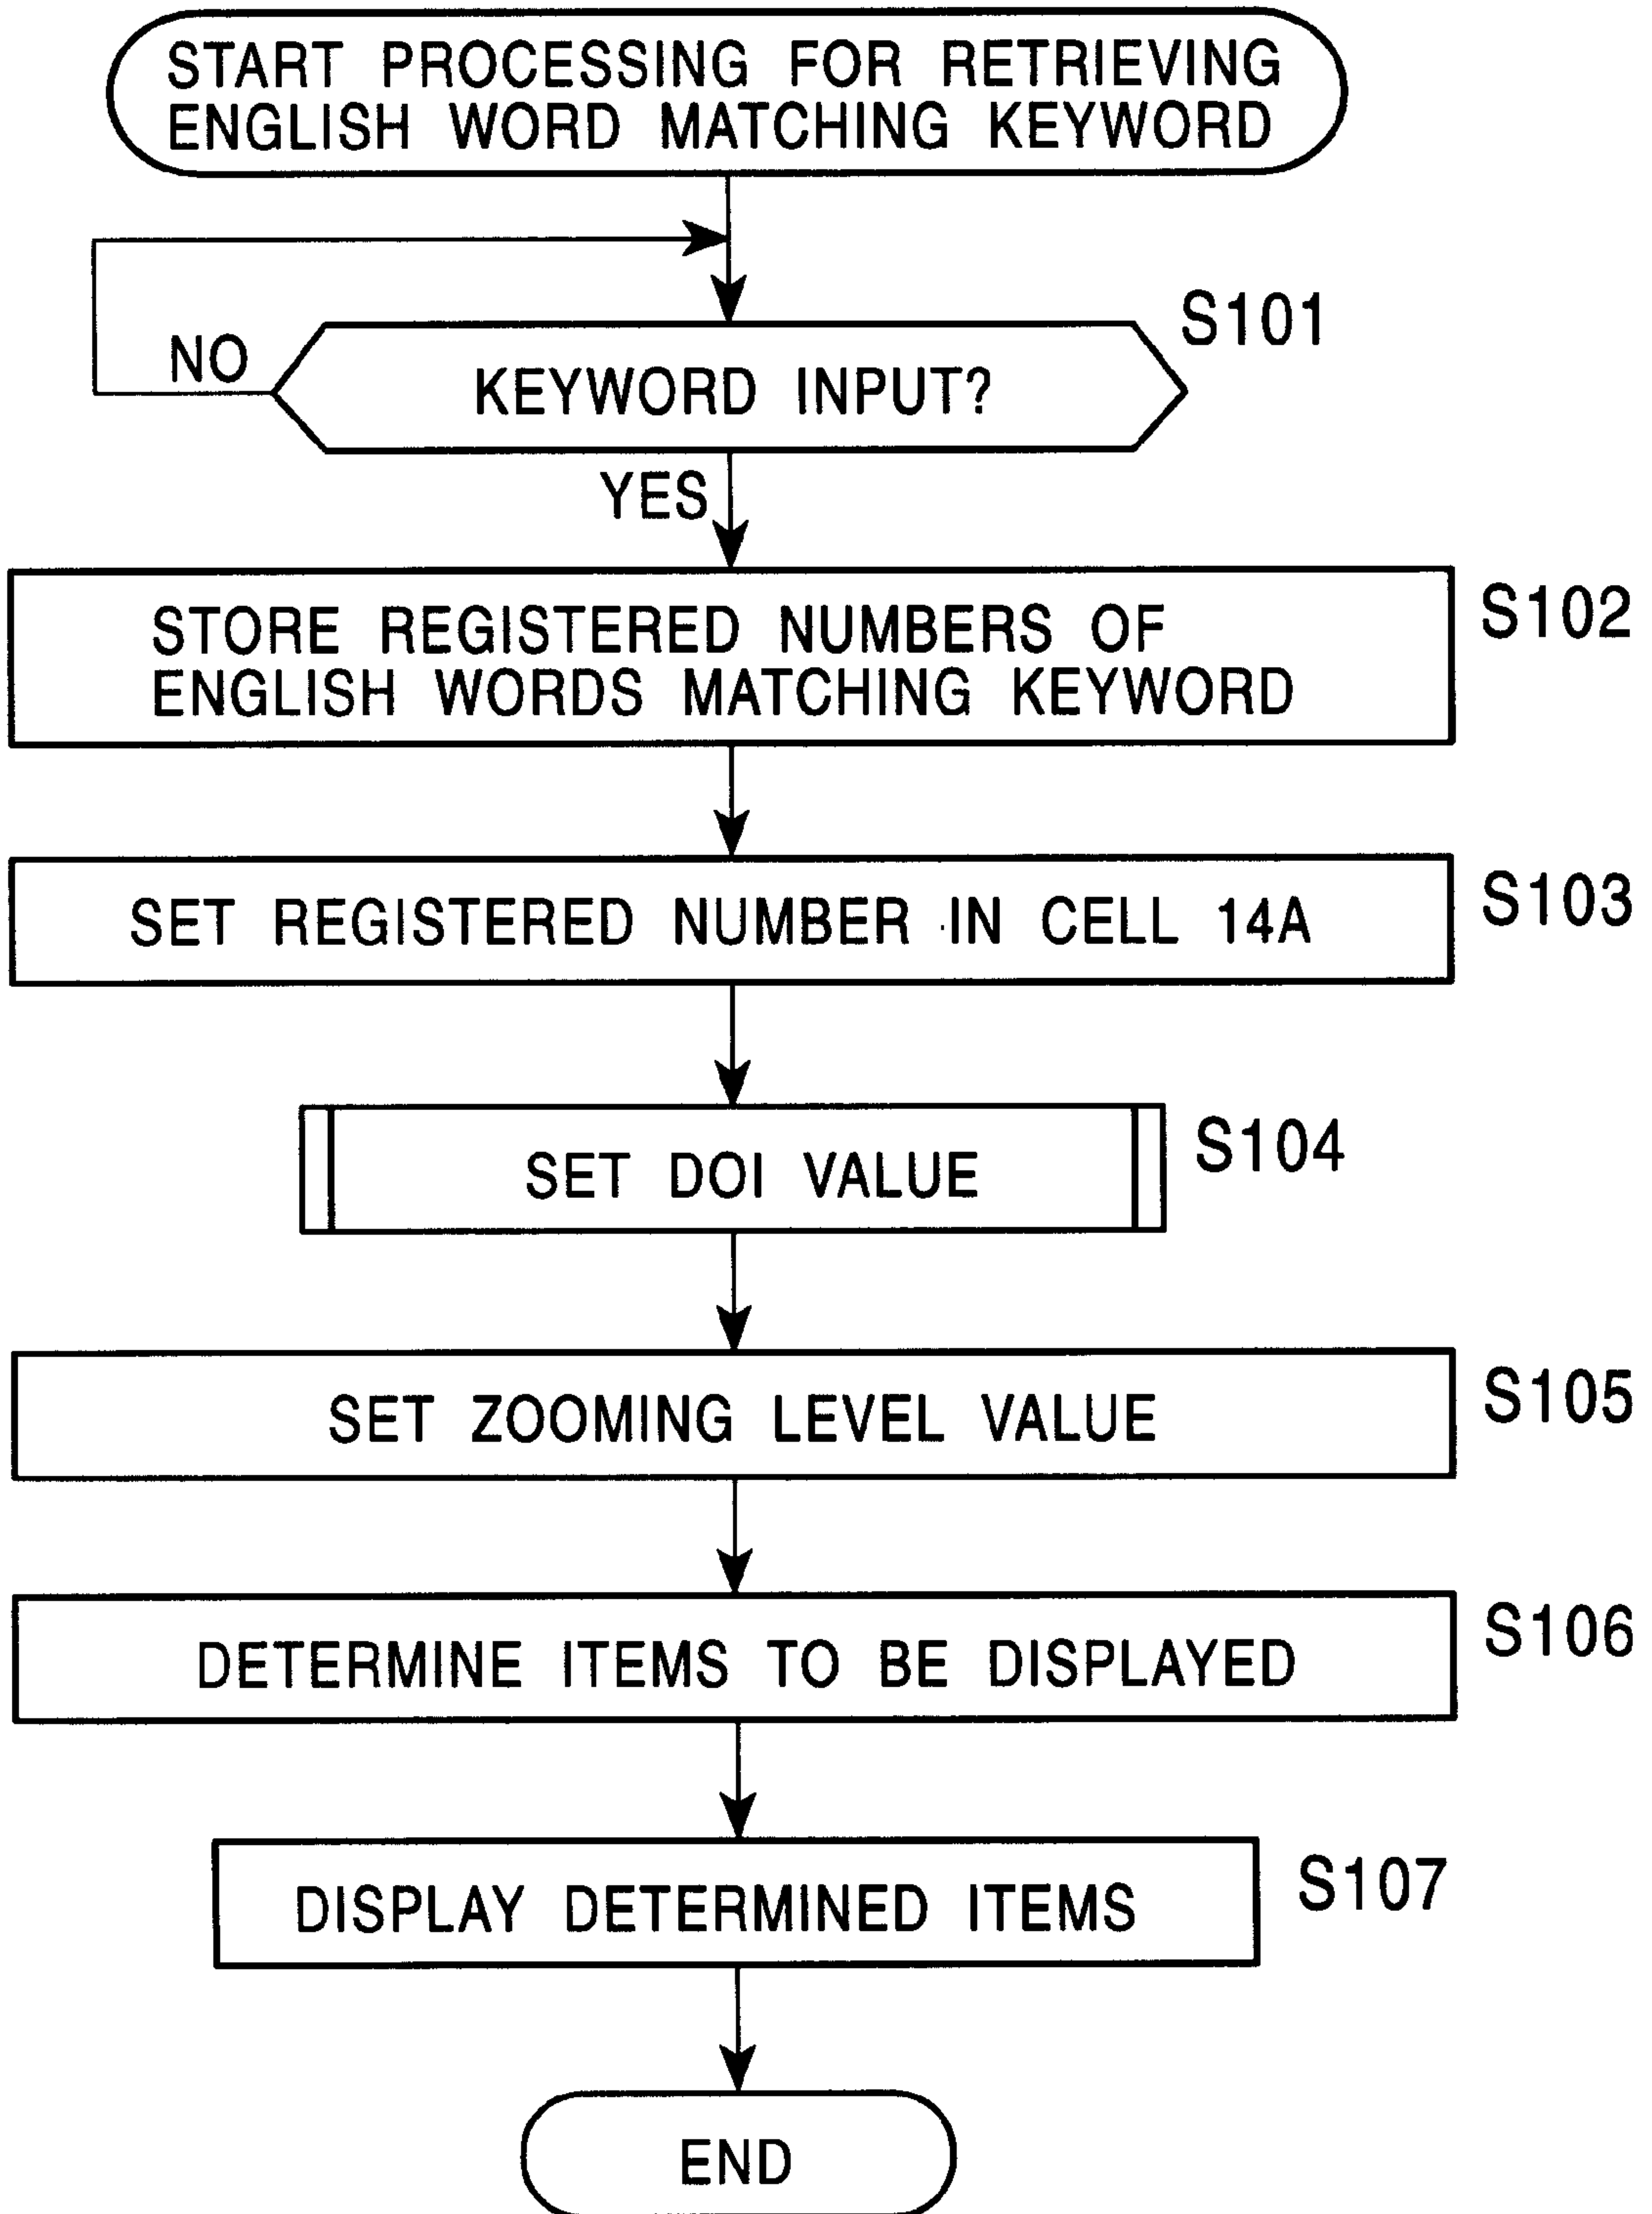 START PROCESSING FOR RETRIEVING
ENGLISH WORD MATCHING KEYWORD
S101
NO
KEYWORD INPUT?
YES
S102
STORE REGISTERED NUMBERS OF
ENGLISH WORDS MATCHING KEYWORD
S103
SET REGISTERED NUMBER IN CELL 14A
S104
SET DOI VALUE
S105
SET ZOOMING LEVEL VALUE
S106
DETERMINE ITEMS TO BE DISPLAYED
S107
DISPLAY DETERMINED ITEMS
END